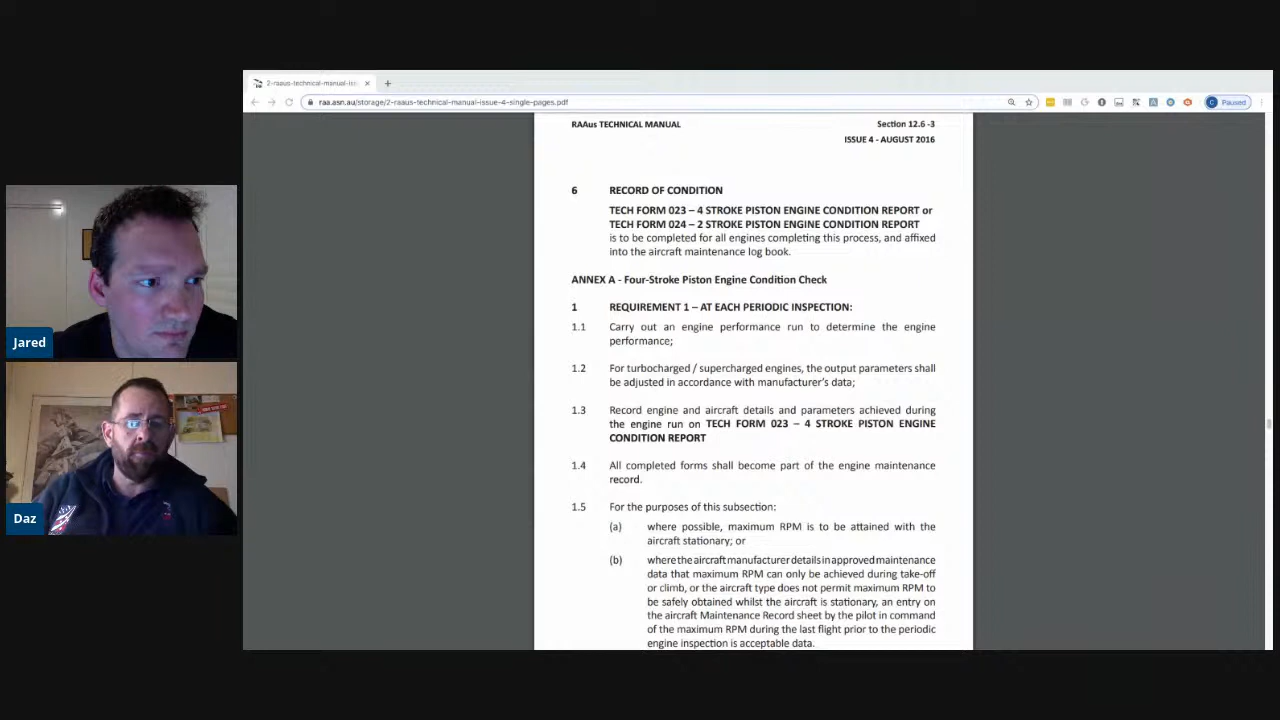 2-raaus-technical-manual-iss
raa.asn.au/storage/2-raaus-technical-manual-issue-4-single-pages.pdf
Paused
RAAus TECHNICAL MANUAL
Section 12.6 -3
ISSUE 4 - AUGUST 2016
6 RECORD OF CONDITION
TECH FORM 023 – 4 STROKE PISTON ENGINE CONDITION REPORT or
TECH FORM 024 – 2 STROKE PISTON ENGINE CONDITION REPORT
is to be completed for all engines completing this process, and affixed
into the aircraft maintenance log book.
ANNEX A - Four-Stroke Piston Engine Condition Check
1 REQUIREMENT 1 – AT EACH PERIODIC INSPECTION:
1.1 Carry out an engine performance run to determine the engine
performance;
1.2 For turbocharged / supercharged engines, the output parameters shall
be adjusted in accordance with manufacturer's data;
1.3 Record engine and aircraft details and parameters achieved during
the engine run on TECH FORM 023 – 4 STROKE PISTON ENGINE
CONDITION REPORT
1.4 All completed forms shall become part of the engine maintenance
record.
1.5 For the purposes of this subsection:
(a) where possible, maximum RPM is to be attained with the
aircraft stationary; or
(b) where the aircraft manufacturer details in approved maintenance
data that maximum RPM can only be achieved during take-off
or climb, or the aircraft type does not permit maximum RPM to
be safely obtained whilst the aircraft is stationary, an entry on
the aircraft Maintenance Record sheet by the pilot in command
of the maximum RPM during the last flight prior to the periodic
engine inspection is acceptable data.
Jared
Daz